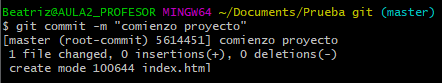 Beatriz@AULA2_PROFESOR MINGW64 ~/Documents/Prueba git (master)
$ git commit -m "comienzo proyecto"
[master (root-commit) 5614451] comienzo proyecto
 1 file changed, 0 insertions(+), 0 deletions(-)
 create mode 100644 index.html